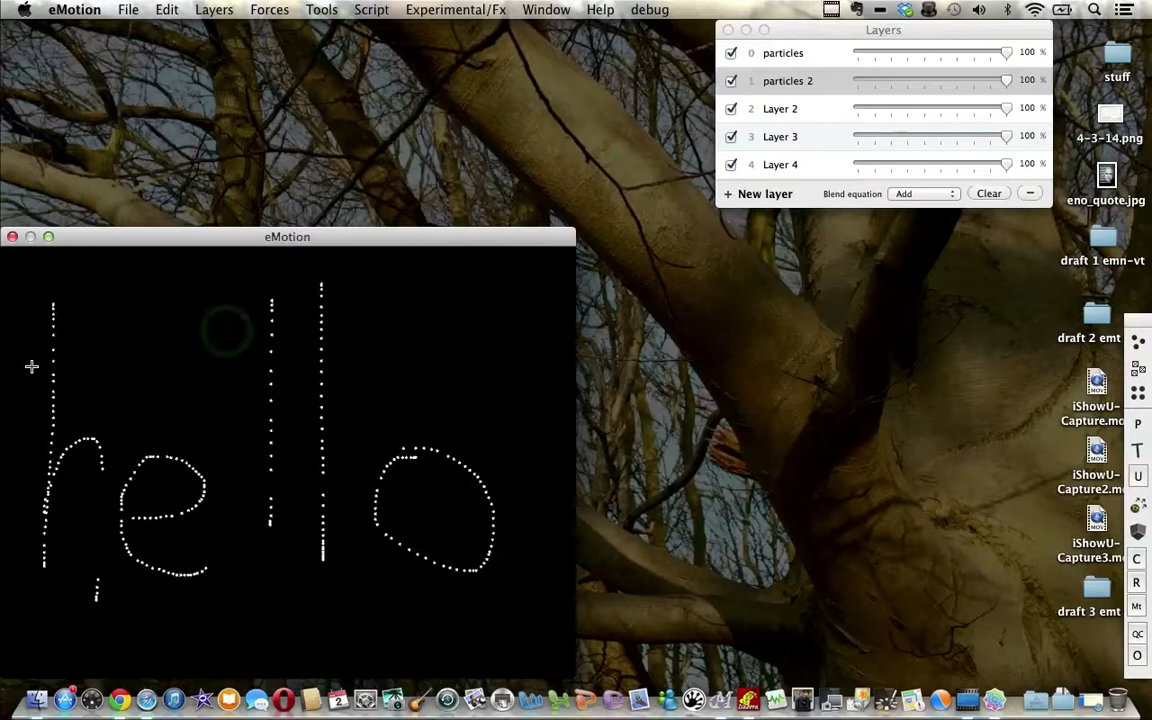 eMotion File Edit Layers Forces Tools Script Experimental/Fx Window Help debug
Layers
0 particles 100 %
1 particles 2 100 %
2 Layer 2 100 %
3 Layer 3 100 %
4 Layer 4 100 %
+ New layer Blend equation Add Clear −
stuff
4-3-14.png
eno_quote.jpg
draft 1 emn-vt
draft 2 emt
iShowU-
Capture.mo
iShowU-
Capture2.m
iShowU-
Capture3.m
draft 3 emt
eMotion
hello
P
T
U
C
R
Mt
QC
O
2